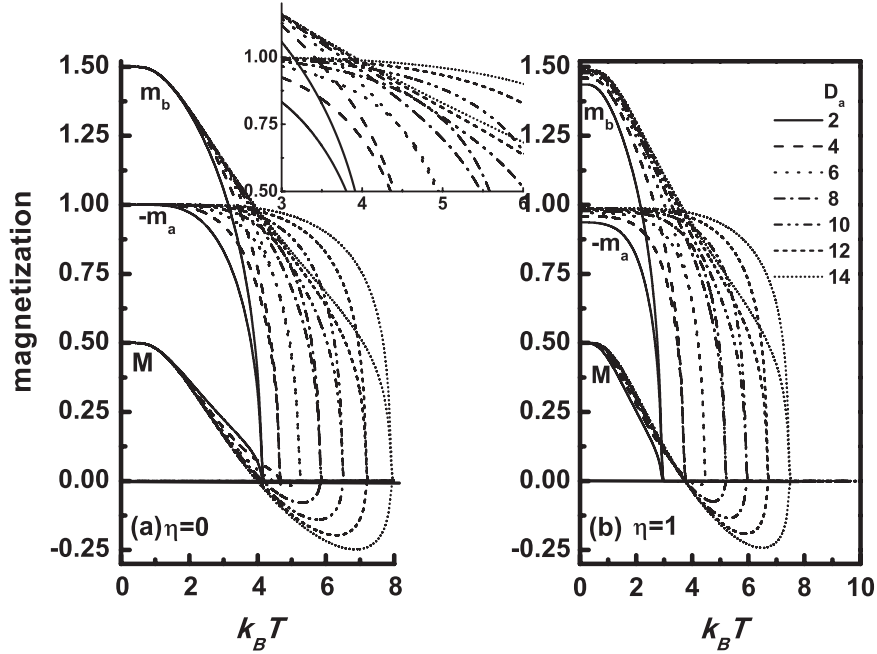 1.00
0.75
0.50
3 4 5 6
magnetization
1.50
1.25
1.00
0.75
0.50
0.25
0.00
-0.25
m_b
-m_a
M
(a) η=0
0 2 4 6 8
k_B T
1.50
1.25
1.00
0.75
0.50
0.25
0.00
-0.25
m_b
-m_a
M
(b) η=1
0 2 4 6 8 10
k_B T
D_a
2
4
6
8
10
12
14